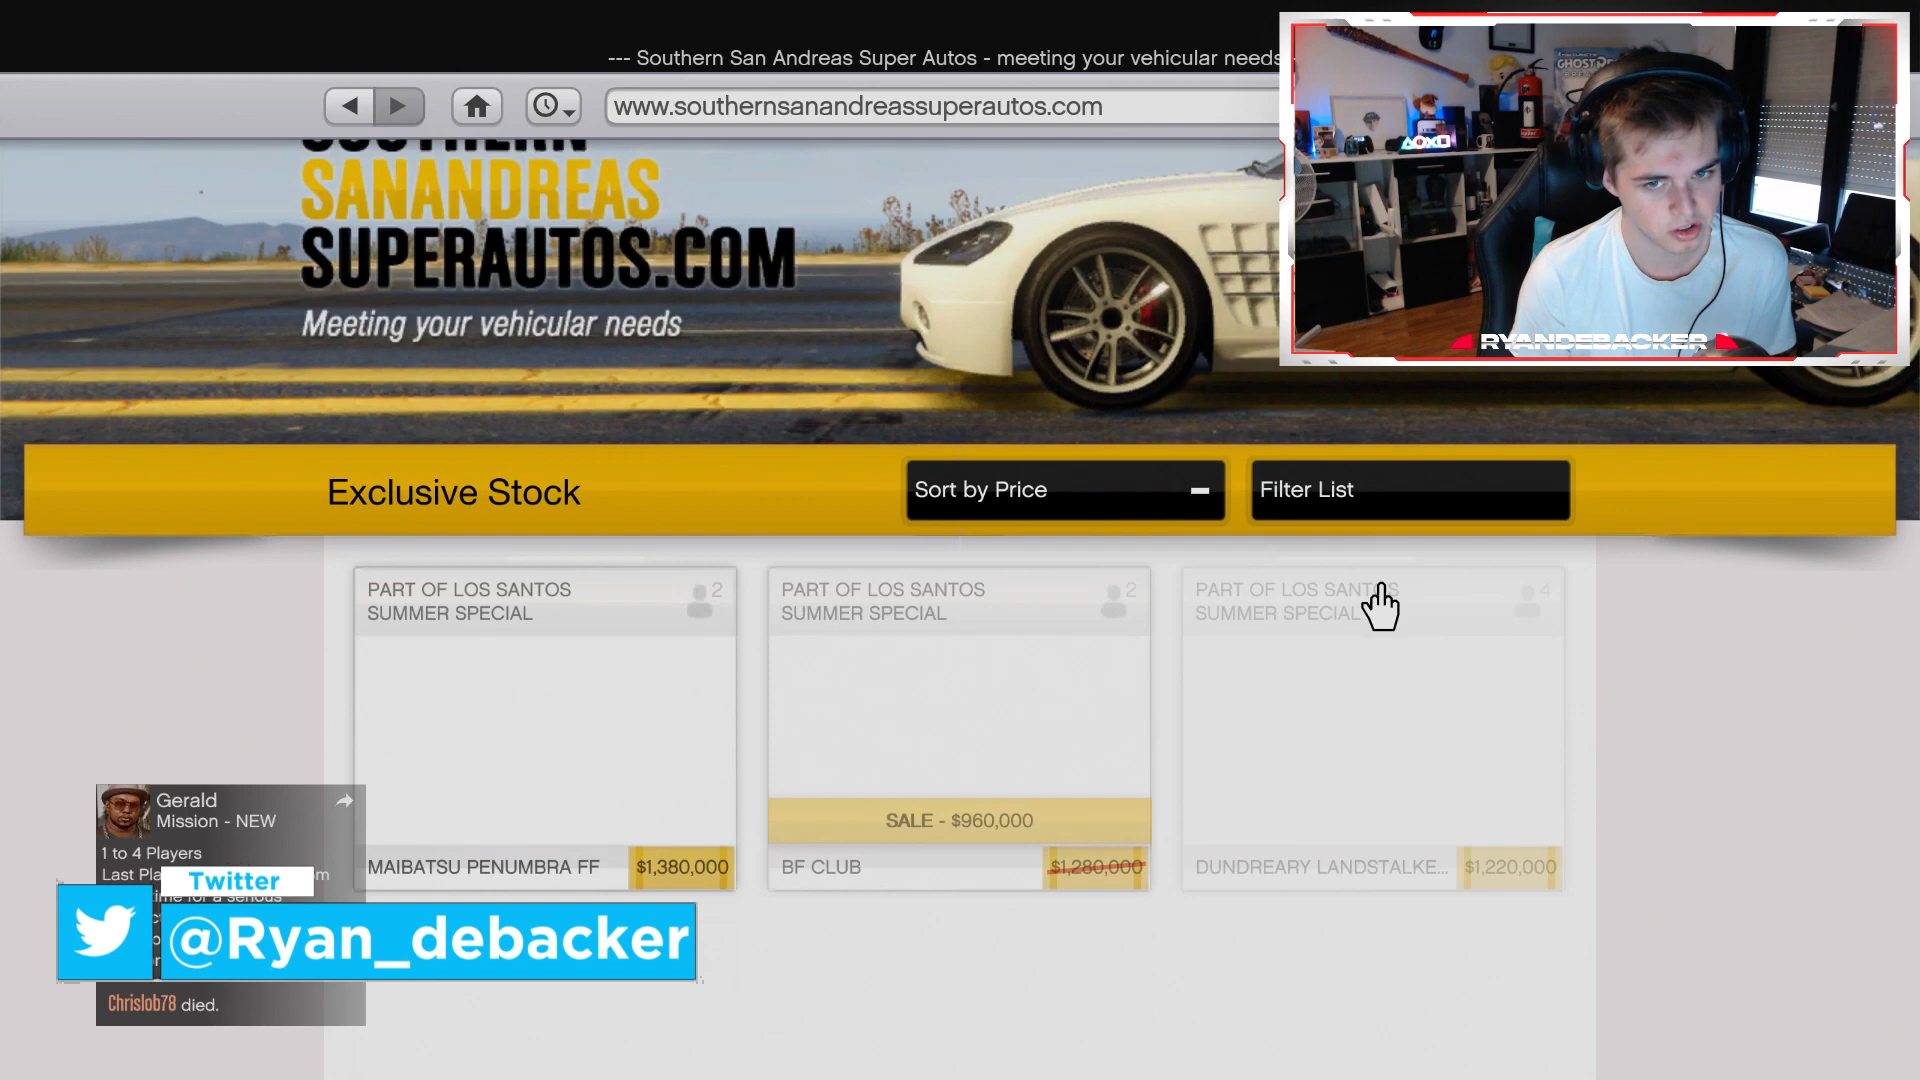 --- Southern San Andreas Super Autos - meeting your vehicular needs
www.southernsanandreassuperautos.com
SOUTHERN
SANANDREAS
SUPERAUTOS.COM
Meeting your vehicular needs
RYANDEBACKER
Exclusive Stock
Sort by Price
Filter List
PART OF LOS SANTOS
SUMMER SPECIAL
2
PART OF LOS SANTOS
SUMMER SPECIAL
2
PART OF LOS SANTOS
SUMMER SPECIAL
4
SALE - $960,000
MAIBATSU PENUMBRA FF
$1,380,000
BF CLUB
$1,280,000
DUNDREARY LANDSTALKE...
$1,220,000
Gerald
Mission - NEW
1 to 4 Players
Last
Twitter
@Ryan_debacker
Chrislob78 died.